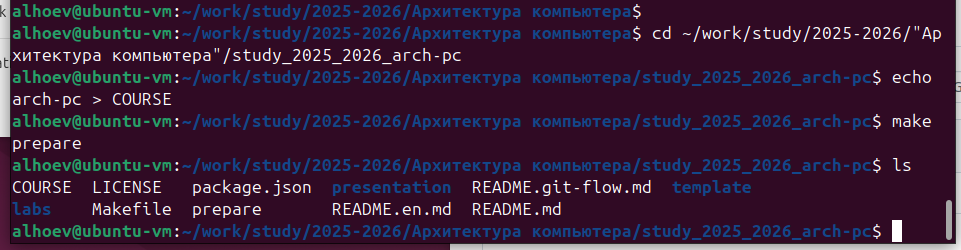 alhoev@ubuntu-vm:~/work/study/2025-2026/Архитектура компьютера$
alhoev@ubuntu-vm:~/work/study/2025-2026/Архитектура компьютера$ cd ~/work/study/2025-2026/"Ар
хитектура компьютера"/study_2025_2026_arch-pc
alhoev@ubuntu-vm:~/work/study/2025-2026/Архитектура компьютера/study_2025_2026_arch-pc$ echo
arch-pc > COURSE
alhoev@ubuntu-vm:~/work/study/2025-2026/Архитектура компьютера/study_2025_2026_arch-pc$ make
prepare
alhoev@ubuntu-vm:~/work/study/2025-2026/Архитектура компьютера/study_2025_2026_arch-pc$ ls
COURSE LICENSE package.json presentation README.git-flow.md template
labs Makefile prepare README.en.md README.md
alhoev@ubuntu-vm:~/work/study/2025-2026/Архитектура компьютера/study_2025_2026_arch-pc$